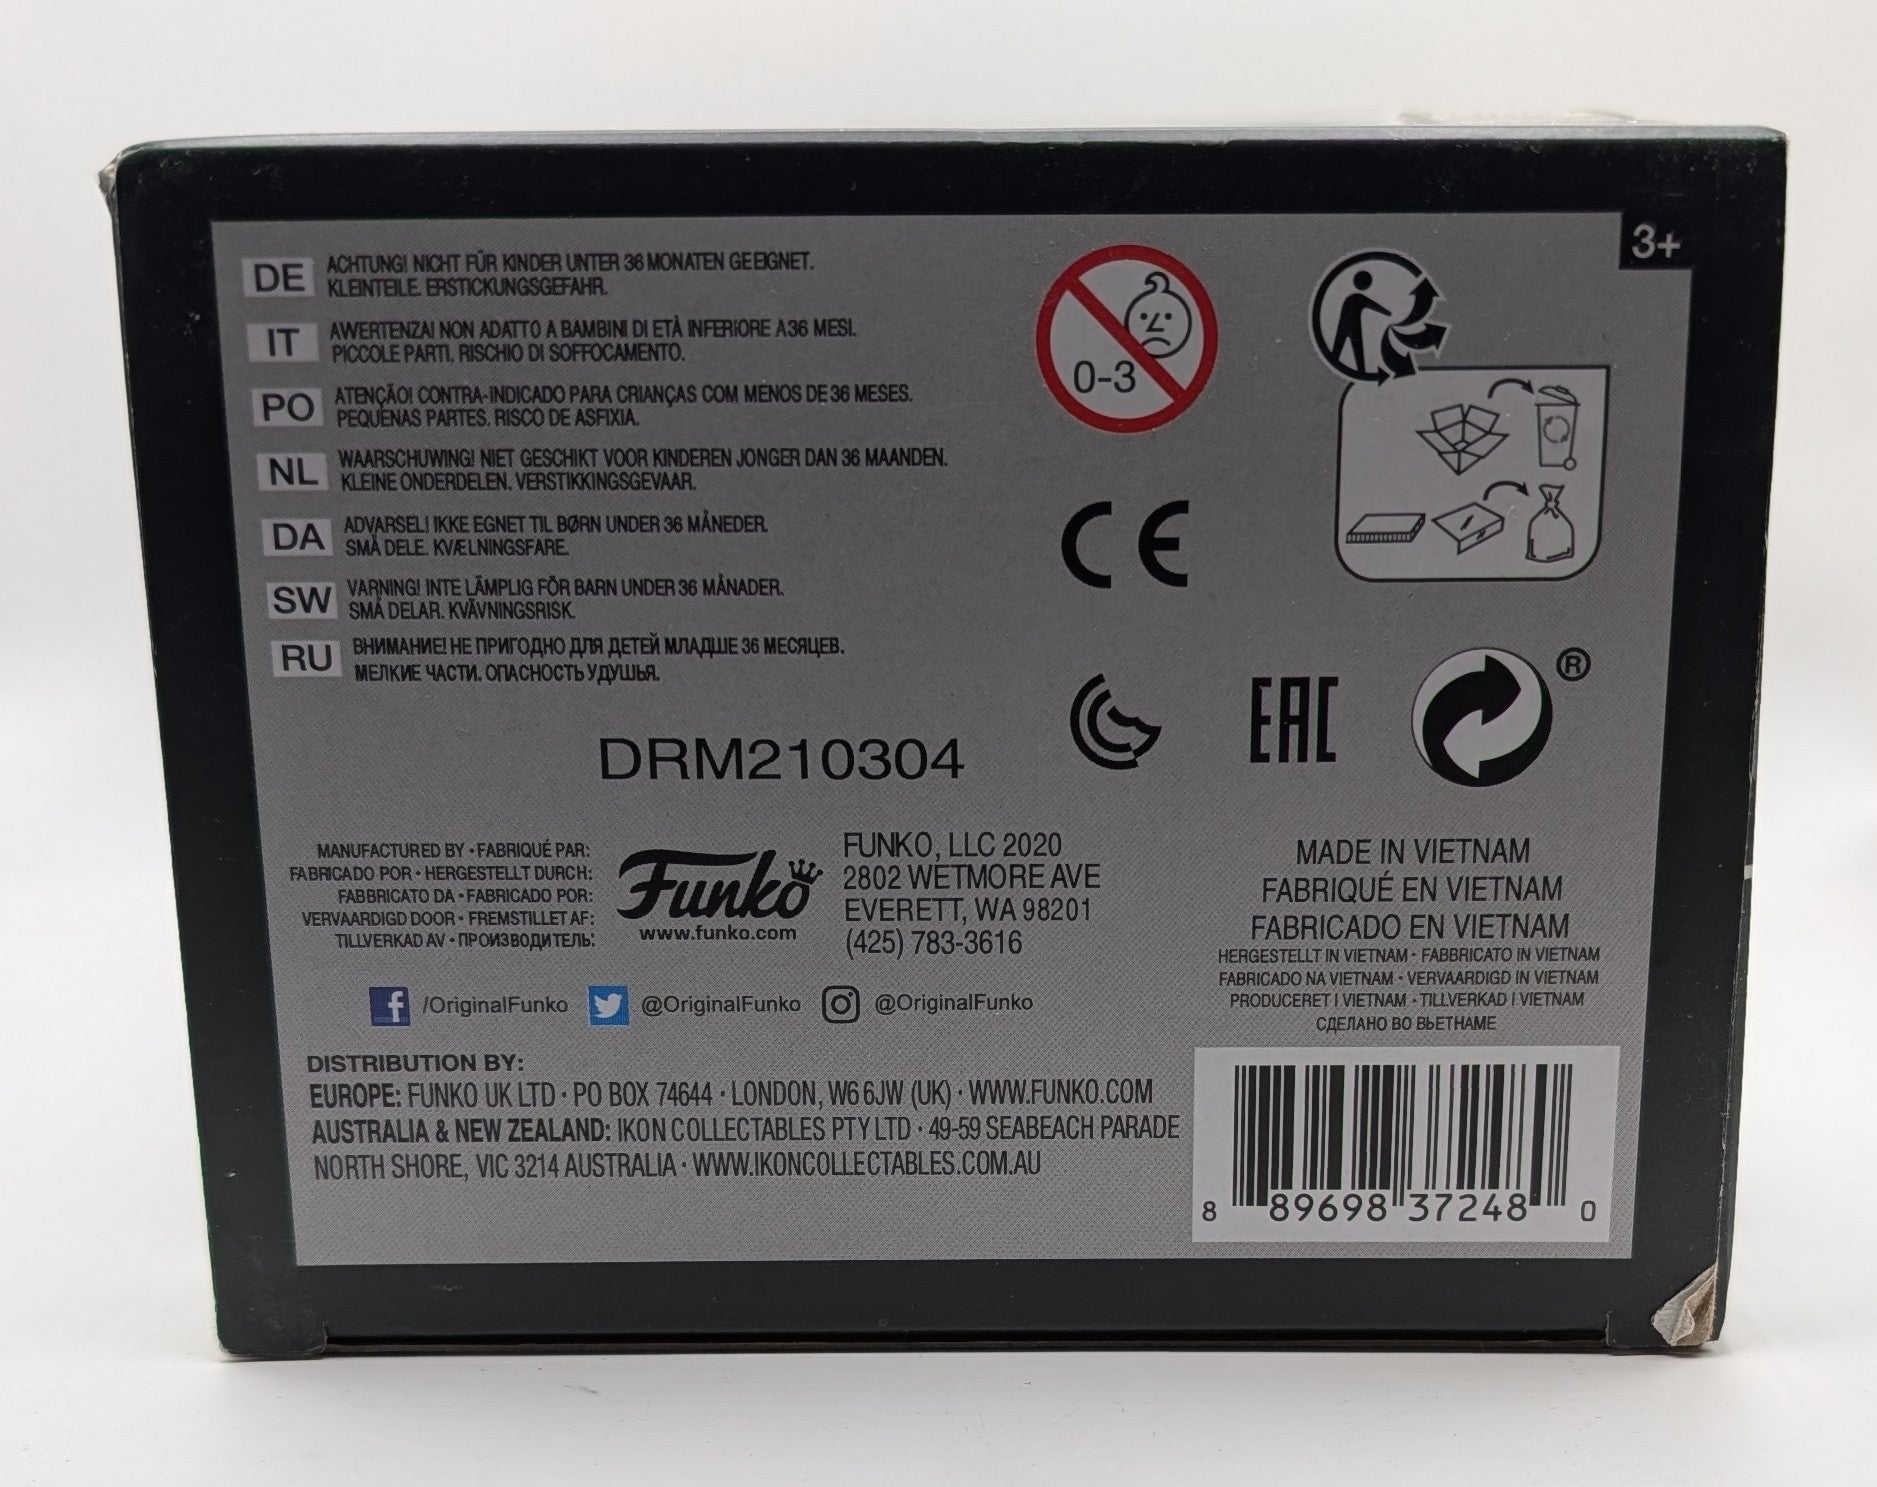 3+
DE ACHTUNG! NICHT FÜR KINDER UNTER 36 MONATEN GEEIGNET.
KLEINTEILE. ERSTICKUNGSGEFAHR.
IT AWERTENZA! NON ADATTO A BAMBINI DI ETÀ INFERIORE A36 MESI.
PICCOLE PARTI. RISCHIO DI SOFFOCAMENTO.
PO ATENÇÃO! CONTRA-INDICADO PARA CRIANÇAS COM MENOS DE 36 MESES.
PEQUENAS PARTES. RISCO DE ASFIXIA.
NL WAARSCHUWING! NIET GESCHIKT VOOR KINDEREN JONGER DAN 36 MAANDEN.
KLEINE ONDERDELEN. VERSTIKKINGSGEVAAR.
DA ADVARSEL! IKKE EGNET TIL BØRN UNDER 36 MÅNEDER.
SMÅ DELE. KVÆLNINGSFARE.
SW VARNING! INTE LÄMPLIG FÖR BARN UNDER 36 MÅNADER.
SMÅ DELAR. KVÄVNINGSRISK.
RU ВНИМАНИЕ! НЕ ПРИГОДНО ДЛЯ ДЕТЕЙ МЛАДШЕ 36 МЕСЯЦЕВ.
МЕЛКИЕ ЧАСТИ. ОПАСНОСТЬ УДУШЬЯ.
0-3
CE
EAC
®
DRM210304
MANUFACTURED BY • FABRIQUÉ PAR:
FABRICADO POR • HERGESTELLT DURCH:
FABBRICATO DA • FABRICADO POR:
VERVAARDIGD DOOR • FREMSTILLET AF:
TILLVERKAD AV • ПРОИЗВОДИТЕЛЬ:
Funko
www.funko.com
FUNKO, LLC 2020
2802 WETMORE AVE
EVERETT, WA 98201
(425) 783-3616
MADE IN VIETNAM
FABRIQUÉ EN VIETNAM
FABRICADO EN VIETNAM
HERGESTELLT IN VIETNAM • FABBRICATO IN VIETNAM
FABRICADO NA VIETNAM • VERVAARDIGD IN VIETNAM
PRODUCERET I VIETNAM • TILLVERKAD I VIETNAM
СДЕЛАНО ВО ВЬЕТНАМЕ
f /OriginalFunko @OriginalFunko @OriginalFunko
DISTRIBUTION BY:
EUROPE: FUNKO UK LTD • PO BOX 74644 • LONDON, W6 6JW (UK) • WWW.FUNKO.COM
AUSTRALIA & NEW ZEALAND: IKON COLLECTABLES PTY LTD • 49-59 SEABEACH PARADE
NORTH SHORE, VIC 3214 AUSTRALIA • WWW.IKONCOLLECTABLES.COM.AU
8 89698 37248 0